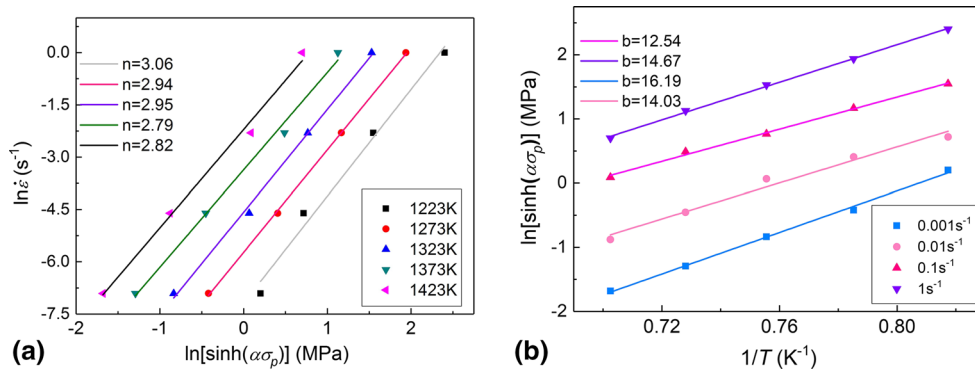 (a)
0.0
-1.5
-3.0
-4.5
-6.0
-7.5
lnε̇ (s⁻¹)
n=3.06
n=2.94
n=2.95
n=2.79
n=2.82
1223K
1273K
1323K
1373K
1423K
-2 -1 0 1 2
ln[sinh(ασₚ)] (MPa)
(b)
2
1
0
-1
-2
ln[sinh(ασₚ)] (MPa)
b=12.54
b=14.67
b=16.19
b=14.03
0.001s⁻¹
0.01s⁻¹
0.1s⁻¹
1s⁻¹
0.72 0.76 0.80
1/T (K⁻¹)